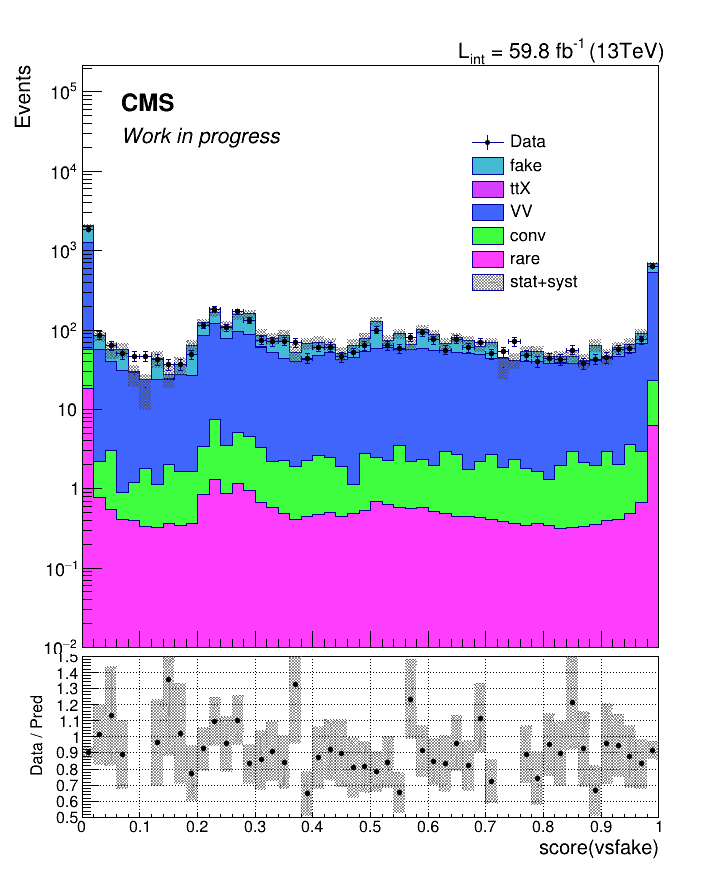 L_int = 59.8 fb^-1 (13TeV)
Events
CMS
Work in progress
Data
fake
ttX
VV
conv
rare
stat+syst
10^5
10^4
10^3
10^2
10
1
10^−1
10^−2
Data / Pred
1.5
1.4
1.3
1.2
1.1
1
0.9
0.8
0.7
0.6
0.5
0 0.1 0.2 0.3 0.4 0.5 0.6 0.7 0.8 0.9 1
score(vsfake)